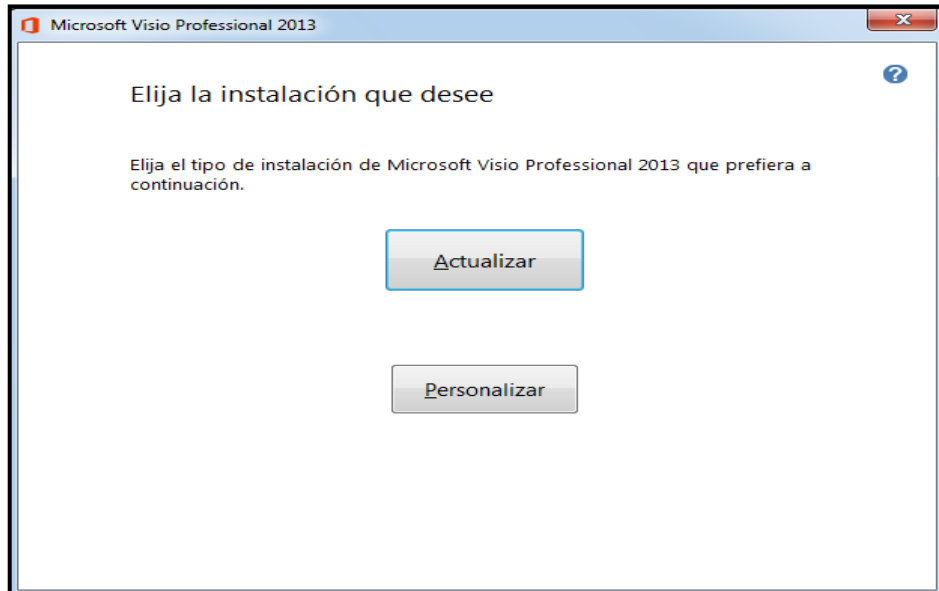 Microsoft Visio Professional 2013
?
Elija la instalación que desee
Elija el tipo de instalación de Microsoft Visio Professional 2013 que prefiera a
continuación.
Actualizar
Personalizar